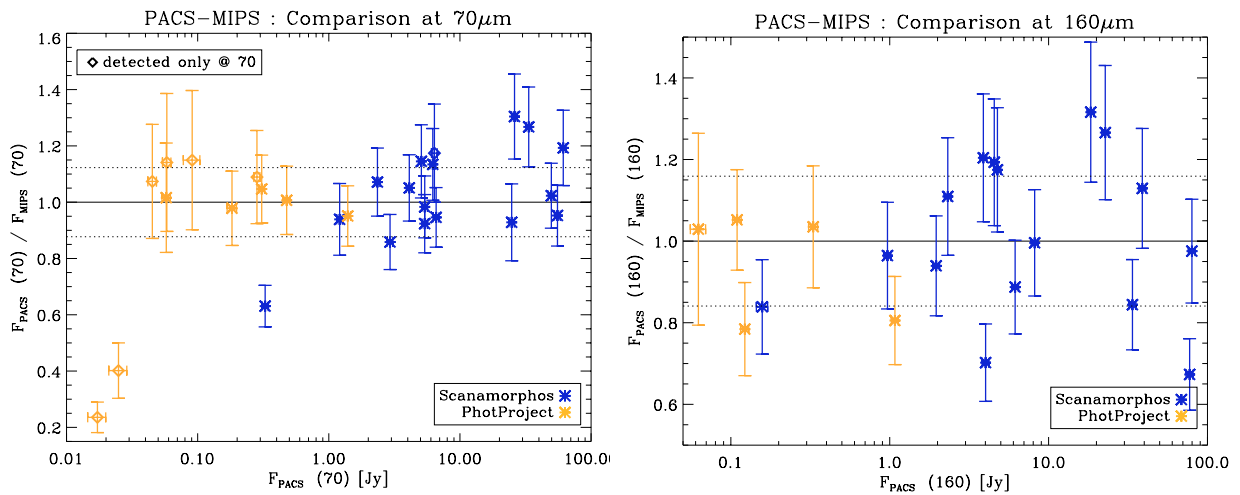 PACS-MIPS : Comparison at 70μm
1.6
1.4
1.2
1.0
0.8
0.6
0.4
0.2
F_PACS (70) / F_MIPS (70)
detected only @ 70
Scanamorphos
PhotProject
0.01
0.10
1.00
10.00
100.0
F_PACS (70) [Jy]
PACS-MIPS : Comparison at 160μm
1.4
1.2
1.0
0.8
0.6
F_PACS (160) / F_MIPS (160)
Scanamorphos
PhotProject
0.1
1.0
10.0
100.0
F_PACS (160) [Jy]